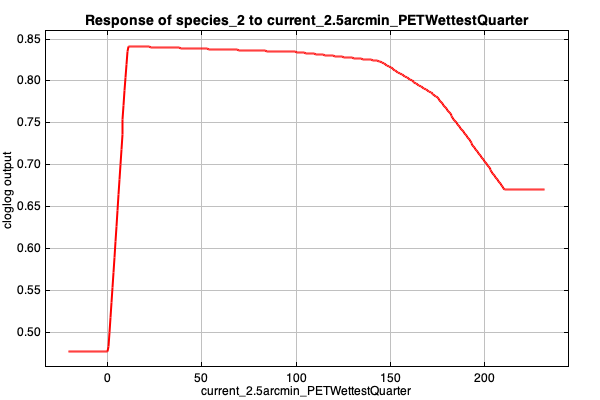 Response of species_2 to current_2.5arcmin_PETWettestQuarter
0.85
0.80
0.75
0.70
0.65
0.60
0.55
0.50
cloglog output
0 50 100 150 200
current_2.5arcmin_PETWettestQuarter